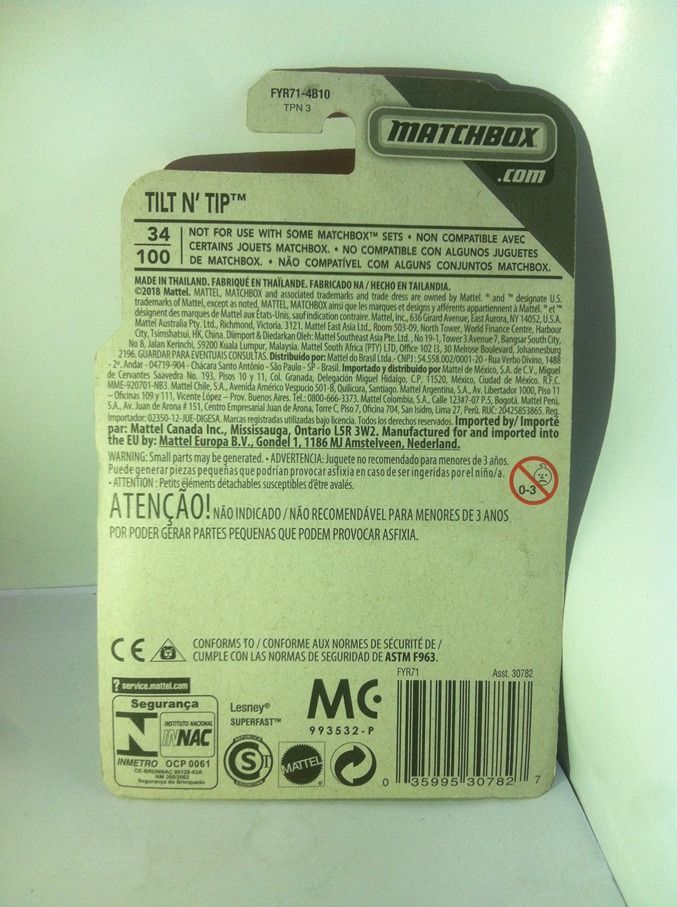 FYR71-4B10
TPN 3
MATCHBOX
.com
TILT N' TIP™
34
100
NOT FOR USE WITH SOME MATCHBOX™ SETS • NON COMPATIBLE AVEC
CERTAINS JOUETS MATCHBOX. • NO COMPATIBLE CON ALGUNOS JUGUETES
DE MATCHBOX. • NÃO COMPATÍVEL COM ALGUNS CONJUNTOS MATCHBOX.
MADE IN THAILAND. FABRIQUÉ EN THAÏLANDE. FABRICADO NA / HECHO EN TAILANDIA.
©2018 Mattel. MATTEL, MATCHBOX and associated trademarks and trade dress are owned by Mattel. ® and ™ designate U.S.
trademarks of Mattel, except as noted. MATTEL, MATCHBOX ainsi que les marques et designs y afférents appartiennent à Mattel. ® et ™
désignent des marques de Mattel aux États-Unis, sauf indication contraire. Mattel, Inc., 636 Girard Avenue, East Aurora, NY 14052, U.S.A.
Mattel Australia Pty. Ltd., Richmond, Victoria. 3121. Mattel East Asia Ltd., Room 503-09, North Tower, World Finance Centre, Harbour
City, Tsimshatsui, HK, China. Diimport & Diedarkan Oleh: Mattel Southeast Asia Pte. Ltd., No 19-1, Tower 3 Avenue 7, Bangsar South City,
No 8, Jalan Kerinchi, 59200 Kuala Lumpur, Malaysia. Mattel South Africa (PTY) LTD, Office 102 I3, 30 Melrose Boulevard, Johannesburg
2196. GUARDAR PARA EVENTUAIS CONSULTAS. Distribuído por: Mattel do Brasil Ltda.- CNPJ : 54.558.002/0001-20 - Rua Verbo Divino, 1488
- 2º. Andar - 04719-904 - Chácara Santo Antônio - São Paulo - SP - Brasil. Importado y distribuido por: Mattel de México, S.A. de C.V., Miguel
de Cervantes Saavedra No. 193, Pisos 10 y 11, Col. Granada, Delegación Miguel Hidalgo, C.P. 11520, México, Ciudad de México. R.F.C.
MME-920701-NB3. Mattel Chile, S.A., Avenida Américo Vespucio 501-B, Quilicura, Santiago. Mattel Argentina, S.A., Av. Libertador 1000, Piso 11
– Oficinas 109 y 111, Vicente López – Prov. Buenos Aires. Tel.: 0800-666-3373. Mattel Colombia, S.A., Calle 123#7-07 P.5, Bogotá. Mattel Perú,
S.A., Av. Juan de Arona # 151, Centro Empresarial Juan de Arona, Torre C, Piso 7, Oficina 704, San Isidro, Lima 27, Perú. RUC: 20425853865. Reg.
Importador: 02350-12-JUE-DIGESA. Marcas registradas utilizadas bajo licencia. Todos los derechos reservados. Imported by/ Importé
par: Mattel Canada Inc., Mississauga, Ontario L5R 3W2. Manufactured for and imported into
the EU by: Mattel Europa B.V., Gondel 1, 1186 MJ Amstelveen, Nederland.
WARNING: Small parts may be generated. • ADVERTENCIA: Juguete no recomendado para menores de 3 años.
Puede generar piezas pequeñas que podrían provocar asfixia en caso de ser ingeridas por el niño/a.
• ATTENTION : Petits éléments détachables susceptibles d'être avalés.
0-3
ATENÇÃO! NÃO INDICADO / NÃO RECOMENDÁVEL PARA MENORES DE 3 ANOS
POR PODER GERAR PARTES PEQUENAS QUE PODEM PROVOCAR ASFIXIA.
CE
CONFORMS TO / CONFORME AUX NORMES DE SÉCURITÉ DE /
CUMPLE CON LAS NORMAS DE SEGURIDAD DE ASTM F963.
? service.mattel.com
FYR71
Asst. 30782
Segurança
INSTITUTO NACIONAL
INNAC
INMETRO OCP 0061
CE-BRI/INNAC 00128-03A
NM 300/2002
Segurança do Brinquedo
Lesney®
SUPERFAST™
MC
993532-P
REPUBLICA
S
ARGENTINA
MATTEL
0 35995 30782 7